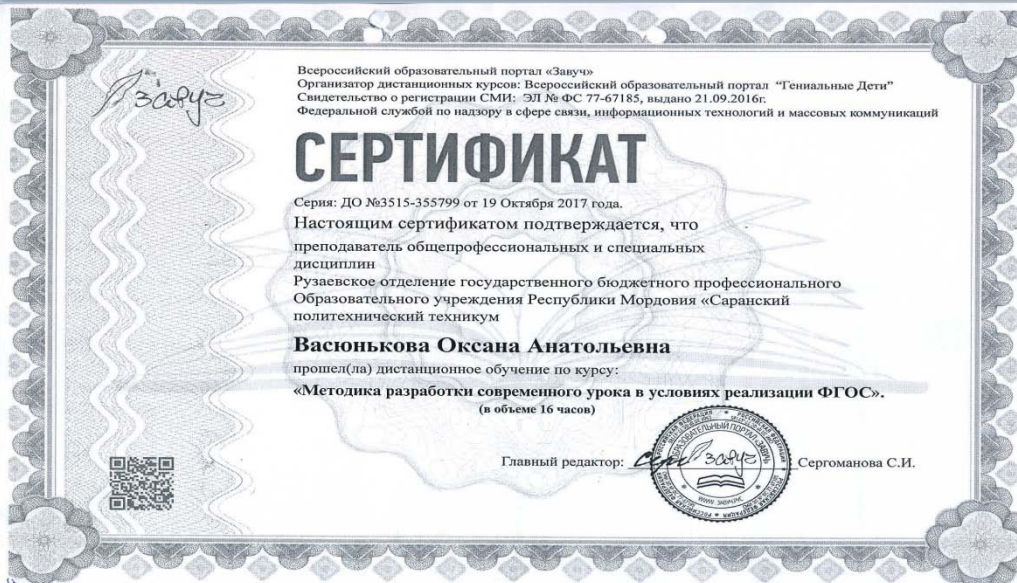 Завуч
Всероссийский образовательный портал «Завуч»
Организатор дистанционных курсов: Всероссийский образовательный портал "Гениальные Дети"
Свидетельство о регистрации СМИ: ЭЛ № ФС 77-67185, выдано 21.09.2016г.
Федеральной службой по надзору в сфере связи, информационных технологий и массовых коммуникаций
СЕРТИФИКАТ
Серия: ДО №3515-355799 от 19 Октября 2017 года.
Настоящим сертификатом подтверждается, что
преподаватель общепрофессиональных и специальных
дисциплин
Рузаевское отделение государственного бюджетного профессионального
Образовательного учреждения Республики Мордовия «Саранский
политехнический техникум
Васюнькова Оксана Анатольевна
прошел(ла) дистанционное обучение по курсу:
«Методика разработки современного урока в условиях реализации ФГОС».
(в объеме 16 часов)
Главный редактор:
Завуч
Сергоманова С.И.